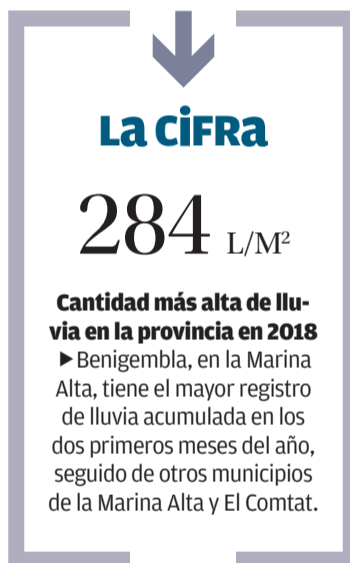 La CiFRa
284 L/M²
Cantidad más alta de llu-
via en la provincia en 2018
▶Benigembla, en la Marina
Alta, tiene el mayor registro
de lluvia acumulada en los
dos primeros meses del año,
seguido de otros municipios
de la Marina Alta y El Comtat.